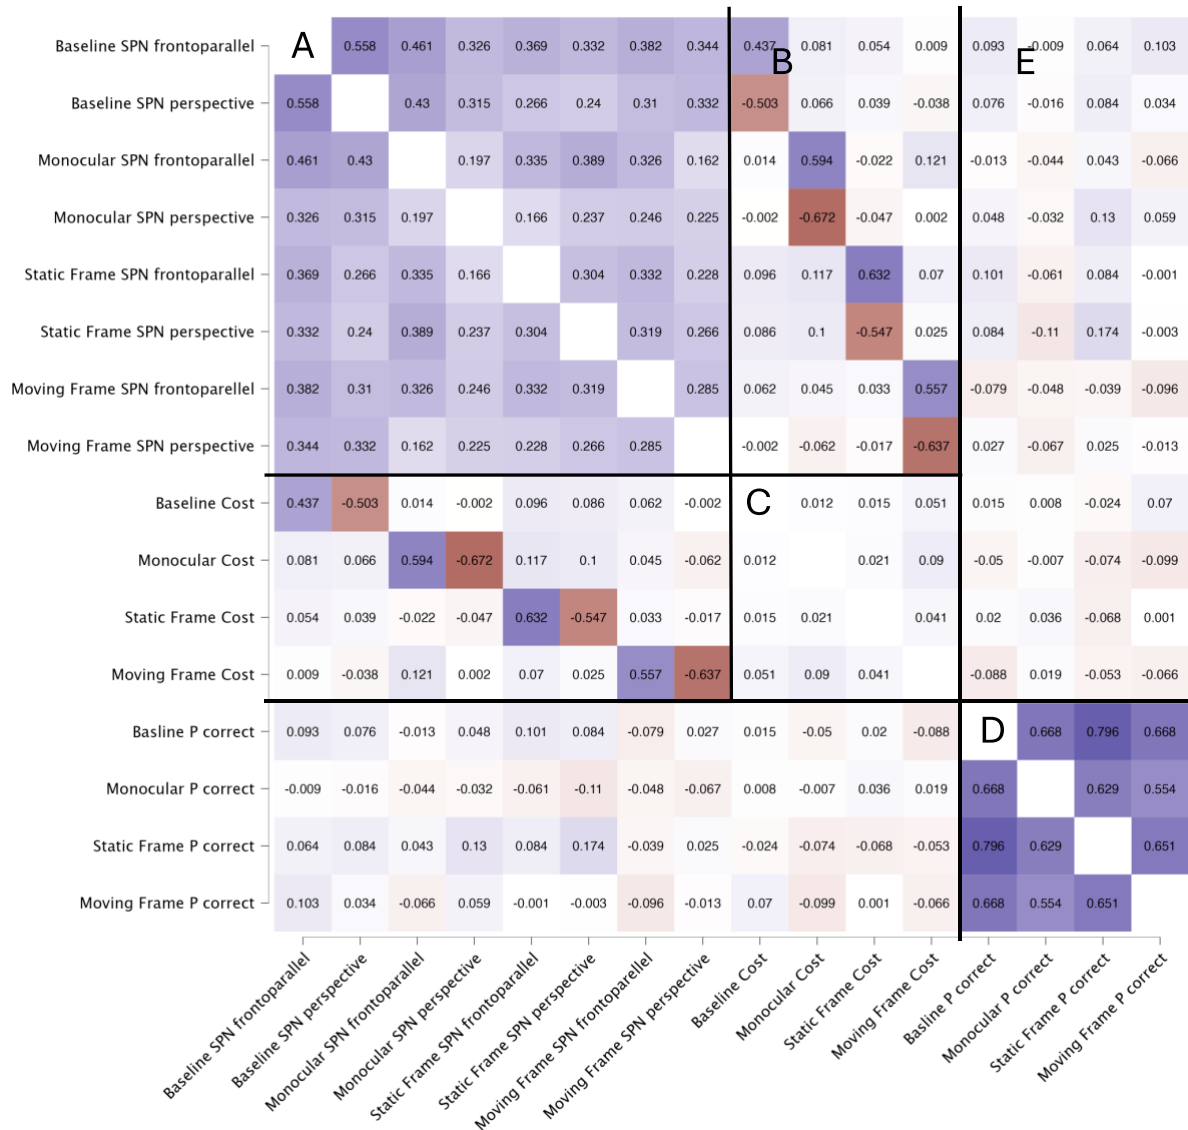 A B E
Baseline SPN frontoparallel 0.558 0.461 0.326 0.369 0.332 0.382 0.344 0.437 0.081 0.054 0.009 0.093 -0.009 0.064 0.103
Baseline SPN perspective 0.558 0.43 0.315 0.266 0.24 0.31 0.332 -0.503 0.066 0.039 -0.038 0.076 -0.016 0.084 0.034
Monocular SPN frontoparallel 0.461 0.43 0.197 0.335 0.389 0.326 0.162 0.014 0.594 -0.022 0.121 -0.013 -0.044 0.043 -0.066
Monocular SPN perspective 0.326 0.315 0.197 0.166 0.237 0.246 0.225 -0.002 -0.672 -0.047 0.002 0.048 -0.032 0.13 0.059
Static Frame SPN frontoparallel 0.369 0.266 0.335 0.166 0.304 0.332 0.228 0.096 0.117 0.632 0.07 0.101 -0.061 0.084 -0.001
Static Frame SPN perspective 0.332 0.24 0.389 0.237 0.304 0.319 0.266 0.086 0.1 -0.547 0.025 0.084 -0.11 0.174 -0.003
Moving Frame SPN frontoparellel 0.382 0.31 0.326 0.246 0.332 0.319 0.285 0.062 0.045 0.033 0.557 -0.079 -0.048 -0.039 -0.096
Moving Frame SPN perspective 0.344 0.332 0.162 0.225 0.228 0.266 0.285 -0.002 -0.062 -0.017 -0.637 0.027 -0.067 0.025 -0.013
Baseline Cost 0.437 -0.503 0.014 -0.002 0.096 0.086 0.062 -0.002 C 0.012 0.015 0.051 0.015 0.008 -0.024 0.07
Monocular Cost 0.081 0.066 0.594 -0.672 0.117 0.1 0.045 -0.062 0.012 0.021 0.09 -0.05 -0.007 -0.074 -0.099
Static Frame Cost 0.054 0.039 -0.022 -0.047 0.632 -0.547 0.033 -0.017 0.015 0.021 0.041 0.02 0.036 -0.068 0.001
Moving Frame Cost 0.009 -0.038 0.121 0.002 0.07 0.025 0.557 -0.637 0.051 0.09 0.041 -0.088 0.019 -0.053 -0.066
Basline P correct 0.093 0.076 -0.013 0.048 0.101 0.084 -0.079 0.027 0.015 -0.05 0.02 -0.088 D 0.668 0.796 0.668
Monocular P correct -0.009 -0.016 -0.044 -0.032 -0.061 -0.11 -0.048 -0.067 0.008 -0.007 0.036 0.019 0.668 0.629 0.554
Static Frame P correct 0.064 0.084 0.043 0.13 0.084 0.174 -0.039 0.025 -0.024 -0.074 -0.068 -0.053 0.796 0.629 0.651
Moving Frame P correct 0.103 0.034 -0.066 0.059 -0.001 -0.003 -0.096 -0.013 0.07 -0.099 0.001 -0.066 0.668 0.554 0.651
Baseline SPN frontoparallel
Baseline SPN perspective
Monocular SPN frontoparallel
Monocular SPN perspective
Static Frame SPN frontoparallel
Static Frame SPN perspective
Moving Frame SPN frontoparellel
Moving Frame SPN perspective
Baseline Cost
Monocular Cost
Static Frame Cost
Moving Frame Cost
Basline P correct
Monocular P correct
Static Frame P correct
Moving Frame P correct